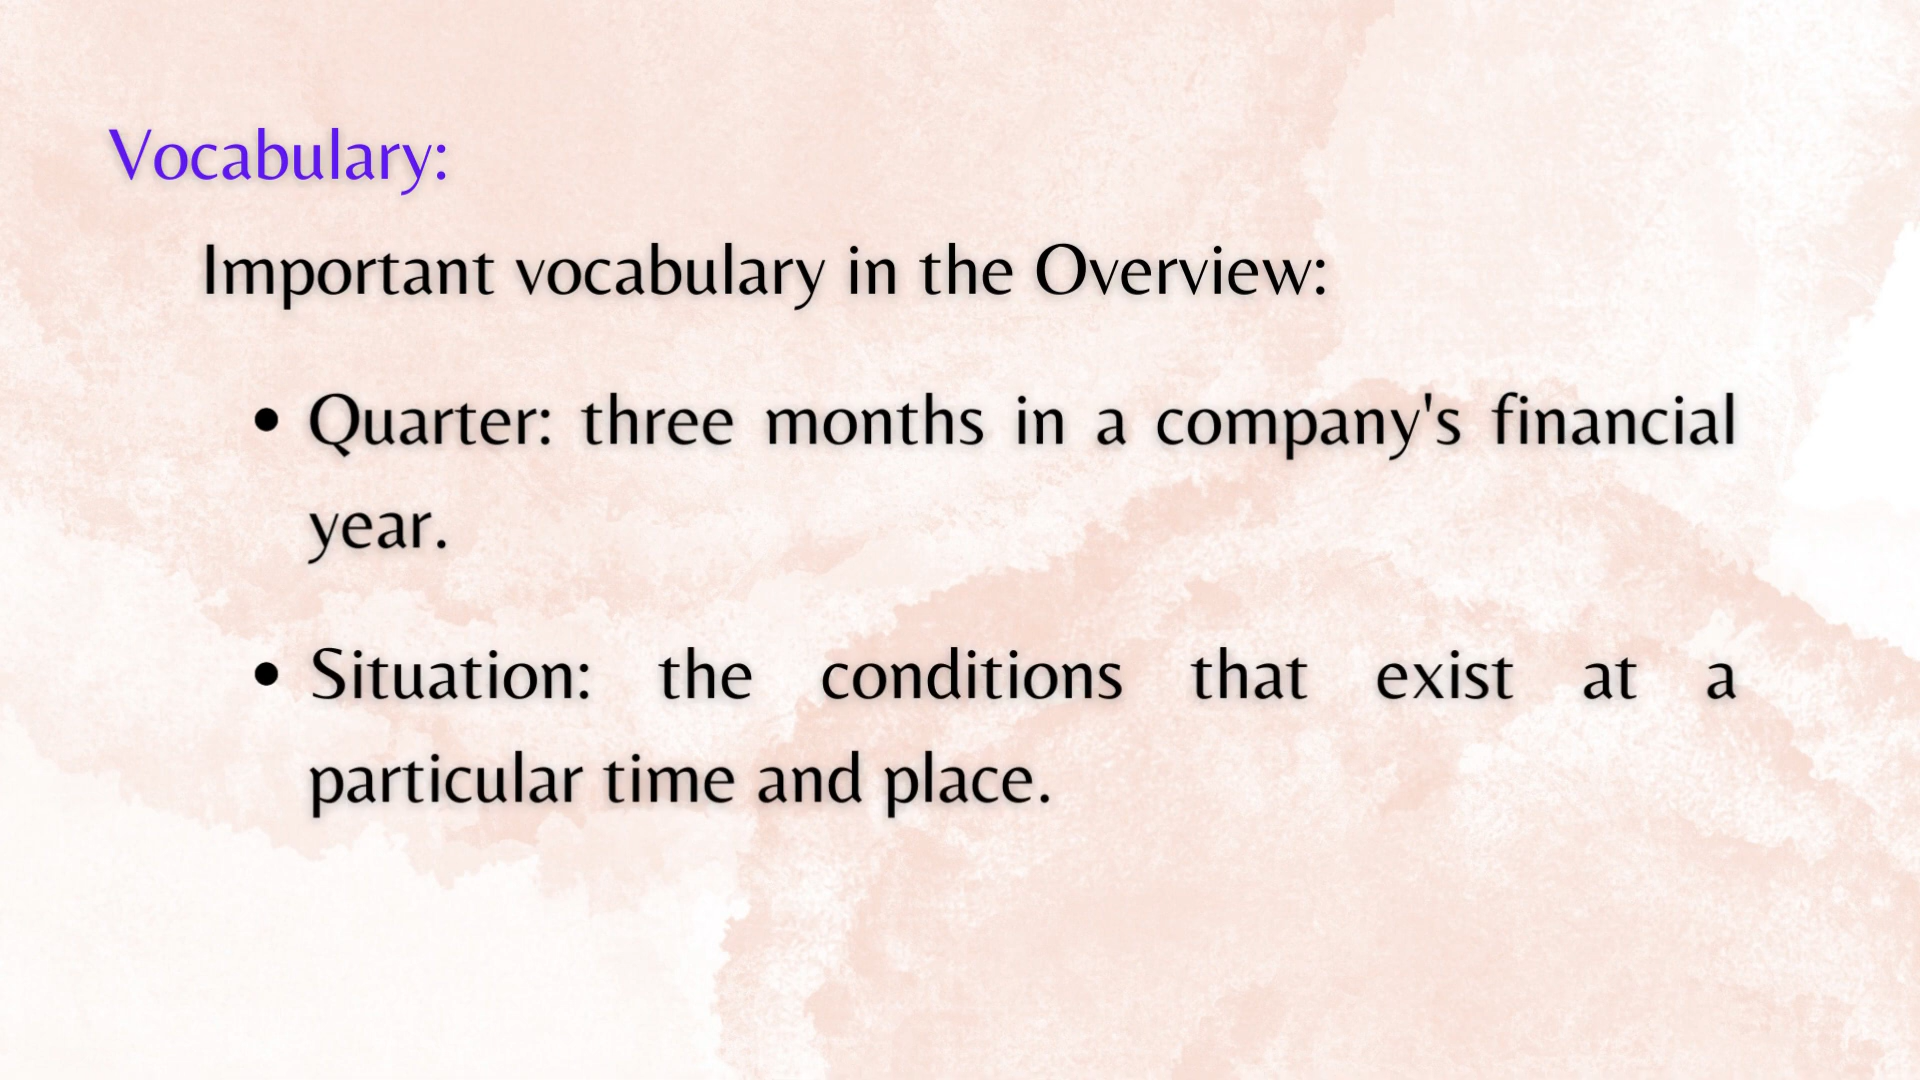 Vocabulary:
Important vocabulary in the Overview:
• Quarter: three months in a company's financial
year.
• Situation: the conditions that exist at a
particular time and place.